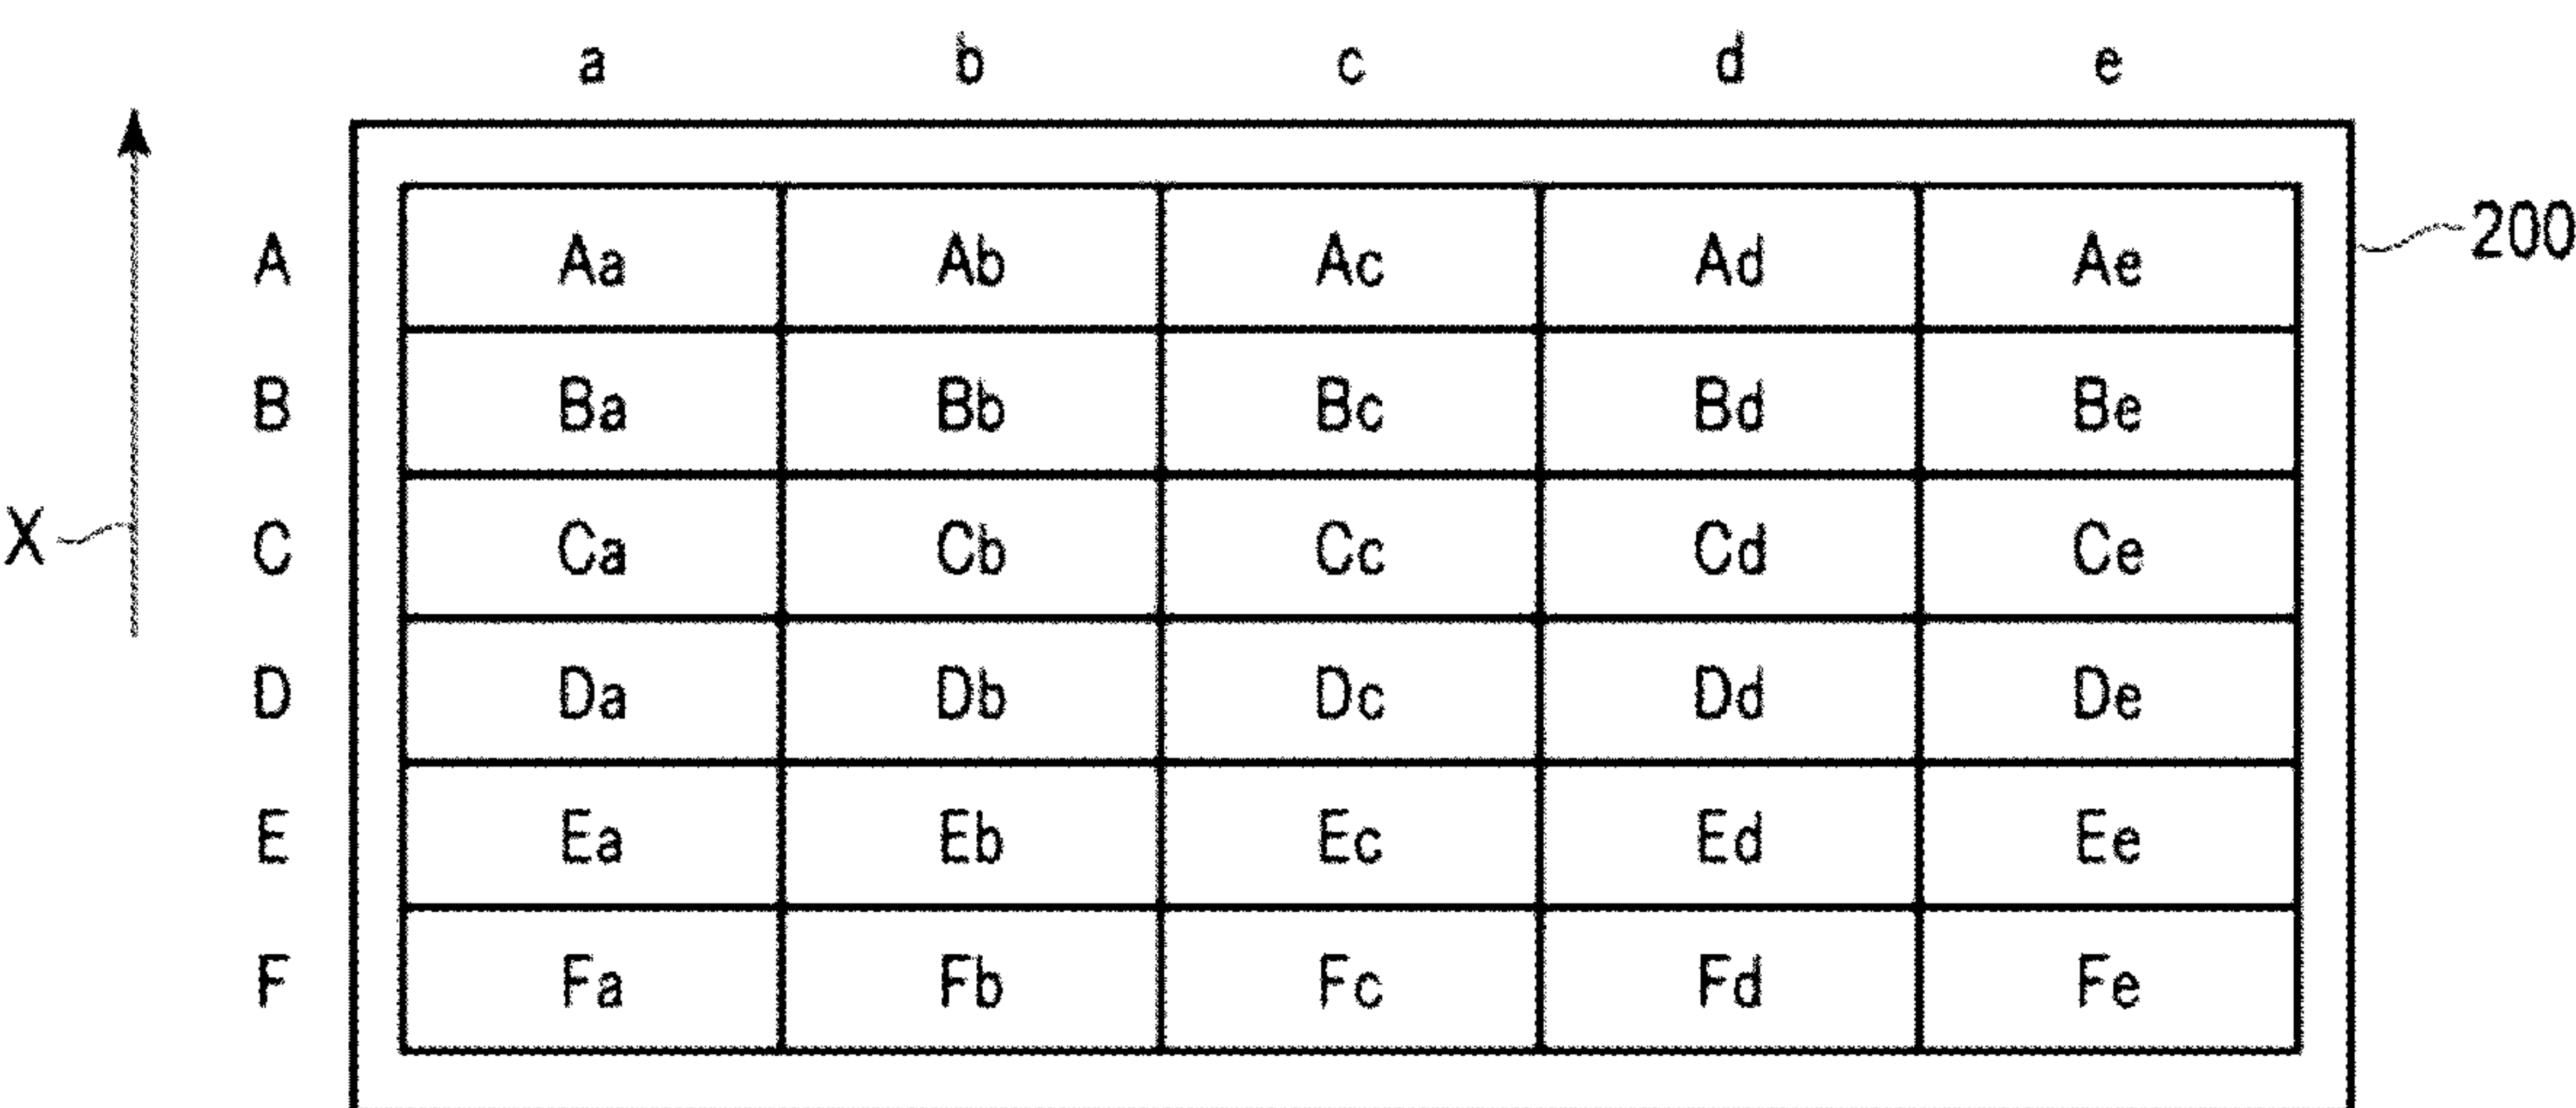 a b c d e
A Aa Ab Ac Ad Ae 200
B Ba Bb Bc Bd Be
X C Ca Cb Cc Cd Ce
D Da Db Dc Dd De
E Ea Eb Ec Ed Ee
F Fa Fb Fc Fd Fe